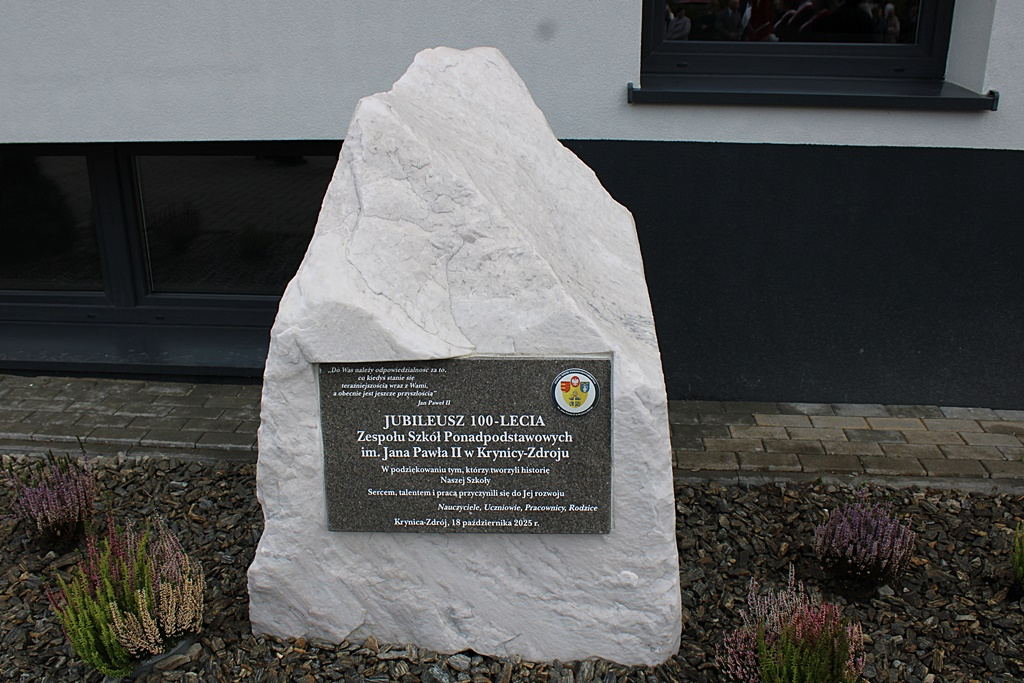 „Do Was należy odpowiedzialność za to,
co kiedyś stanie się
teraźniejszością wraz z Wami,
a obecnie jest jeszcze przyszłością"
Jan Paweł II
JUBILEUSZ 100-LECIA
Zespołu Szkół Ponadpodstawowych
im. Jana Pawła II w Krynicy-Zdroju
W podziękowaniu tym, którzy tworzyli historię
Naszej Szkoły
Sercem, talentem i pracą przyczynili się do Jej rozwoju
Nauczyciele, Uczniowie, Pracownicy, Rodzice
Krynica-Zdrój, 18 października 2025 r.